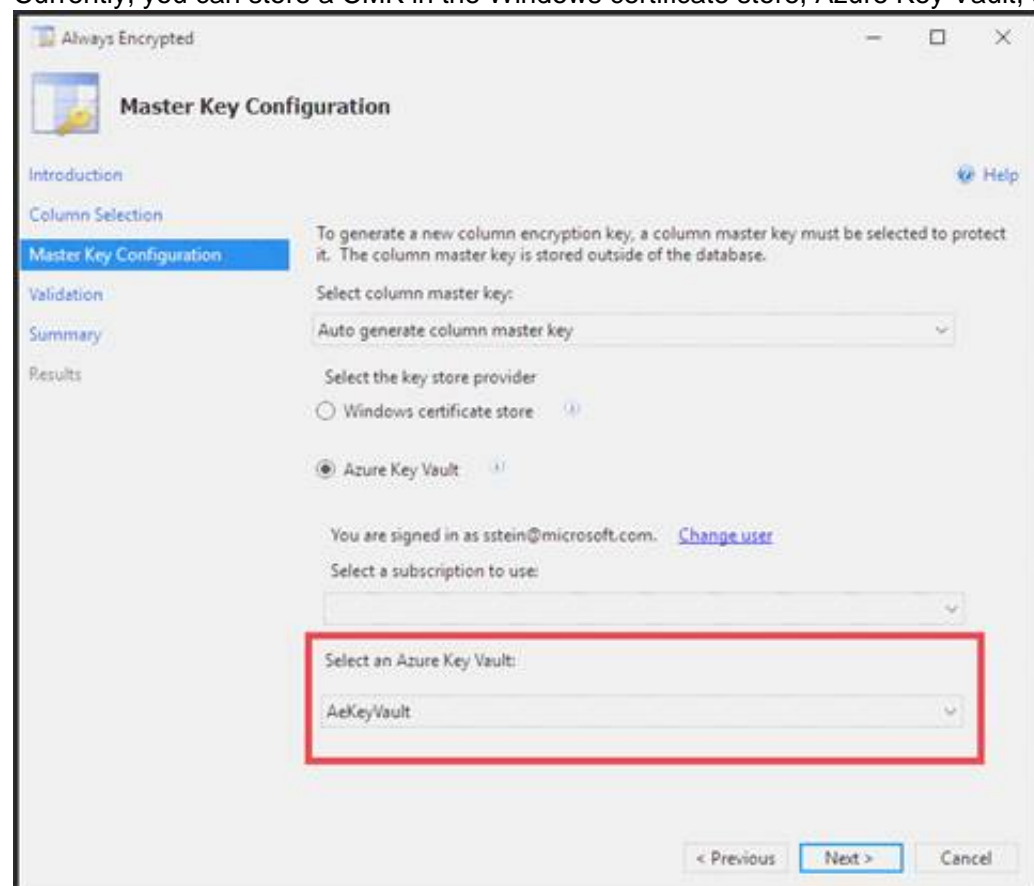 Currently, you can store a CMK in the Windows certificate store, Azure Key Vault,
Always Encrypted
Master Key Configuration
Introduction
Help
Column Selection
Master Key Configuration
Validation
Summary
Results
To generate a new column encryption key, a column master key must be selected to protect
it. The column master key is stored outside of the database.
Select column master key:
Auto generate column master key
Select the key store provider
Windows certificate store
Azure Key Vault
You are signed in as sstein@microsoft.com. Change user
Select a subscription to use:
Select an Azure Key Vault:
AeKeyVault
< Previous
Next >
Cancel